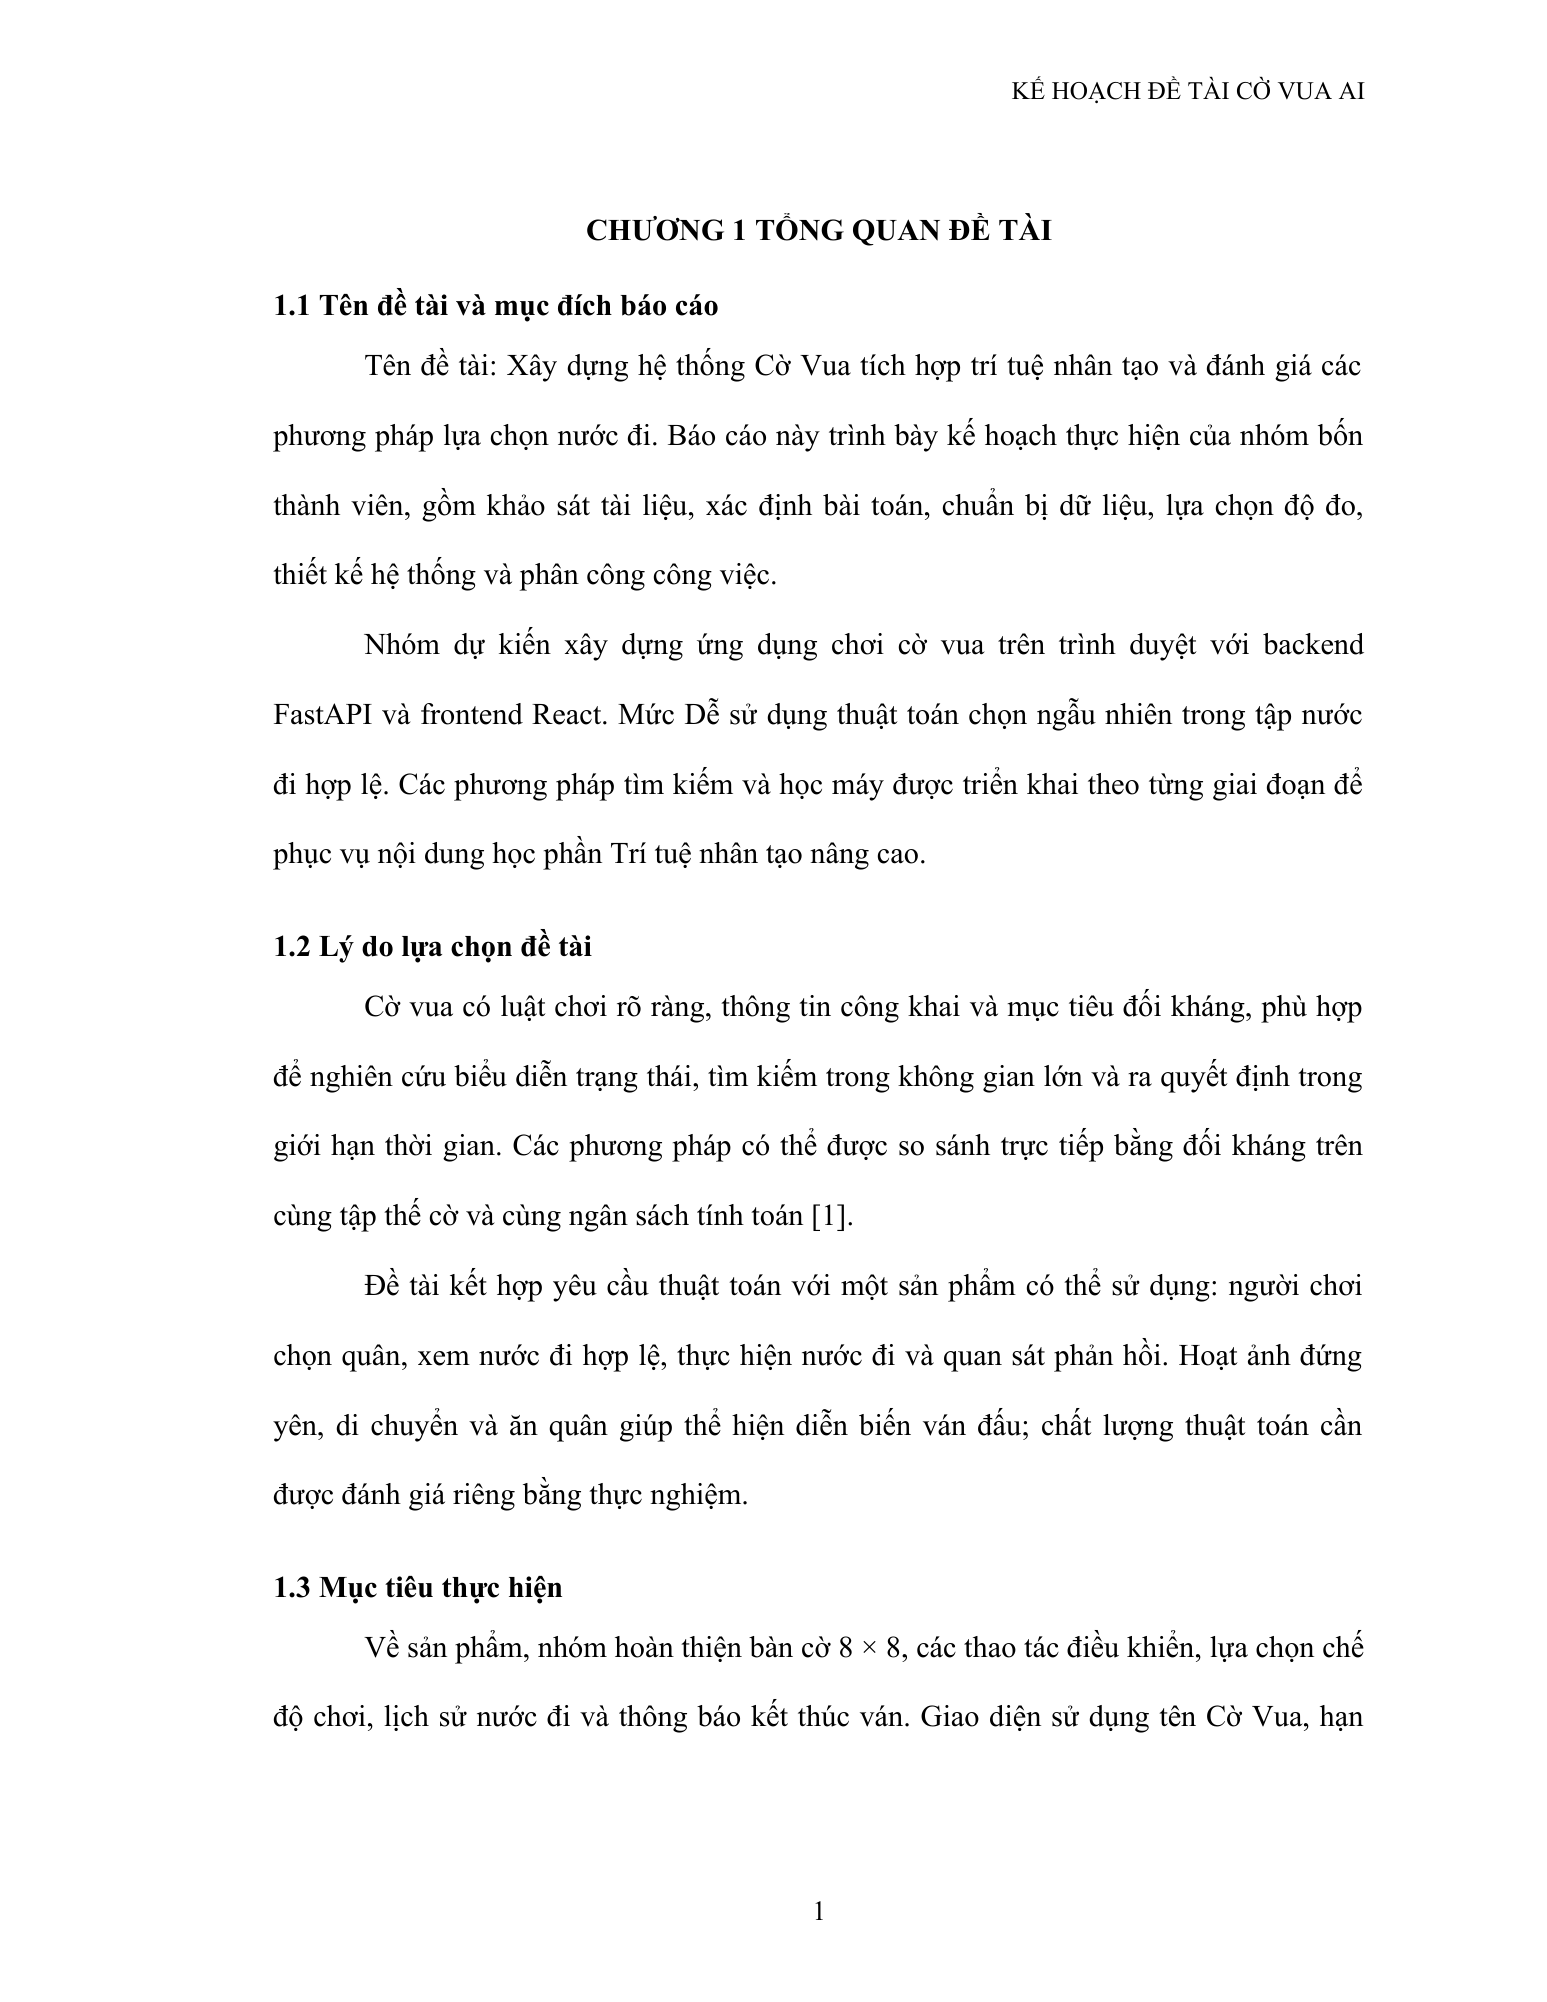 KẾ HOẠCH ĐỀ TÀI CỜ VUA AI
CHƯƠNG 1 TỔNG QUAN ĐỀ TÀI
1.1 Tên đề tài và mục đích báo cáo
Tên đề tài: Xây dựng hệ thống Cờ Vua tích hợp trí tuệ nhân tạo và đánh giá các
phương pháp lựa chọn nước đi. Báo cáo này trình bày kế hoạch thực hiện của nhóm bốn
thành viên, gồm khảo sát tài liệu, xác định bài toán, chuẩn bị dữ liệu, lựa chọn độ đo,
thiết kế hệ thống và phân công công việc.
Nhóm dự kiến xây dựng ứng dụng chơi cờ vua trên trình duyệt với backend
FastAPI và frontend React. Mức Dễ sử dụng thuật toán chọn ngẫu nhiên trong tập nước
đi hợp lệ. Các phương pháp tìm kiếm và học máy được triển khai theo từng giai đoạn để
phục vụ nội dung học phần Trí tuệ nhân tạo nâng cao.
1.2 Lý do lựa chọn đề tài
Cờ vua có luật chơi rõ ràng, thông tin công khai và mục tiêu đối kháng, phù hợp
để nghiên cứu biểu diễn trạng thái, tìm kiếm trong không gian lớn và ra quyết định trong
giới hạn thời gian. Các phương pháp có thể được so sánh trực tiếp bằng đối kháng trên
cùng tập thế cờ và cùng ngân sách tính toán [1].
Đề tài kết hợp yêu cầu thuật toán với một sản phẩm có thể sử dụng: người chơi
chọn quân, xem nước đi hợp lệ, thực hiện nước đi và quan sát phản hồi. Hoạt ảnh đứng
yên, di chuyển và ăn quân giúp thể hiện diễn biến ván đấu; chất lượng thuật toán cần
được đánh giá riêng bằng thực nghiệm.
1.3 Mục tiêu thực hiện
Về sản phẩm, nhóm hoàn thiện bàn cờ 8 × 8, các thao tác điều khiển, lựa chọn chế
độ chơi, lịch sử nước đi và thông báo kết thúc ván. Giao diện sử dụng tên Cờ Vua, hạn
1